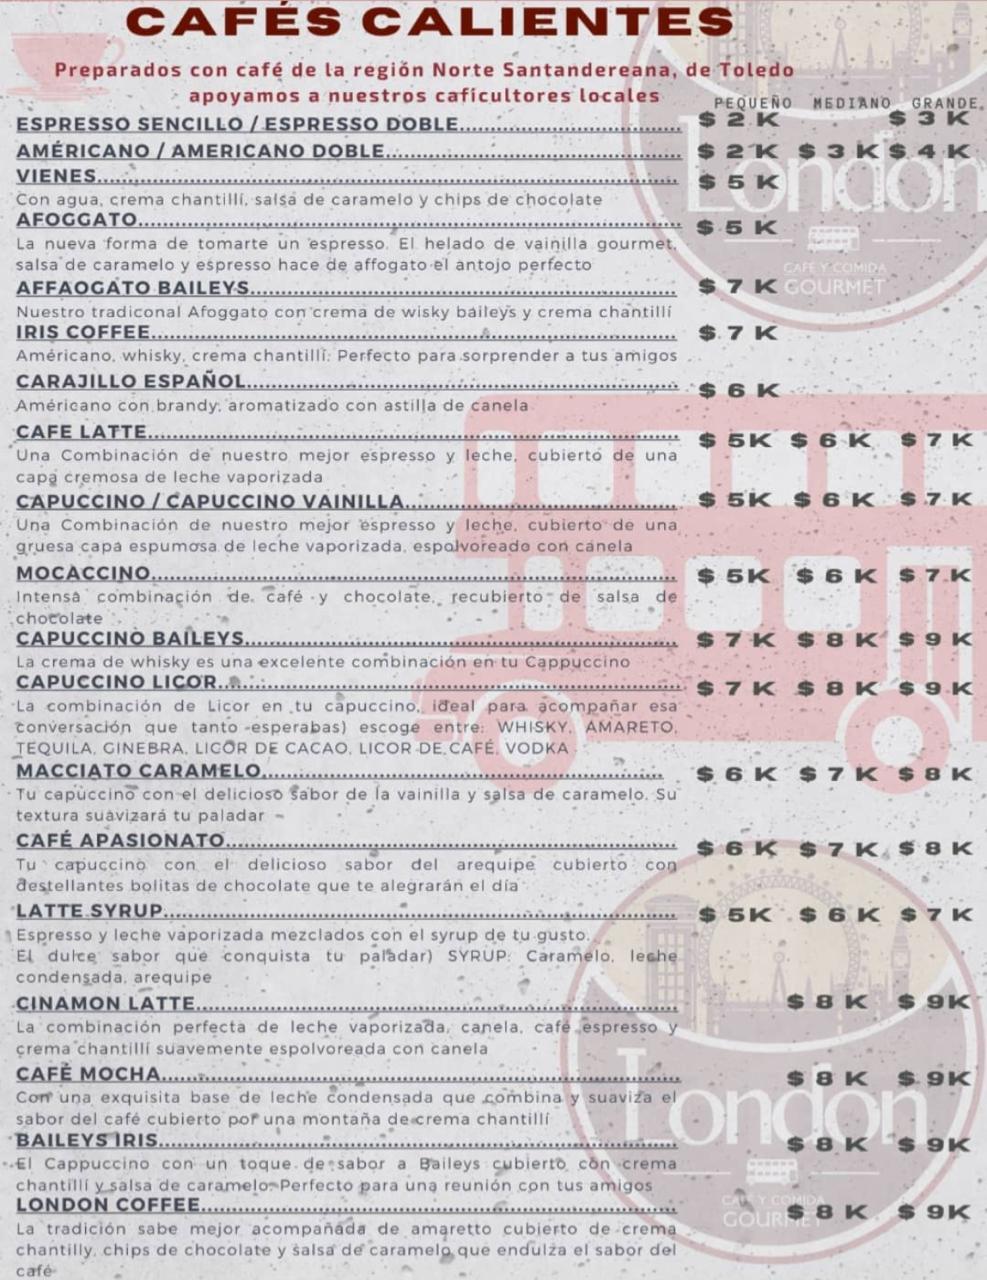 CAFÉS CALIENTES
Preparados con café de la región Norte Santandereana, de Toledo
apoyamos a nuestros caficultores locales
PEQUEÑO MEDIANO GRANDE
ESPRESSO SENCILLO / ESPRESSO DOBLE $ 2 K $ 3 K
AMÉRICANO / AMERICANO DOBLE $ 2 K $ 3 K $ 4 K
VIENES $ 5 K
Con agua, crema chantillí, salsa de caramelo y chips de chocolate
AFOGGATO $ 5 K
La nueva forma de tomarte un espresso. El helado de vainilla gourmet,
salsa de caramelo y espresso hace de affogato el antojo perfecto
AFFAOGATO BAILEYS $ 7 K
Nuestro tradiconal Afoggato con crema de wisky baileys y crema chantillí
IRIS COFFEE $ 7 K
Américano, whisky, crema chantillí: Perfecto para sorprender a tus amigos
CARAJILLO ESPAÑOL $ 6 K
Américano con brandy, aromatizado con astilla de canela
CAFE LATTE $ 5K $ 6 K $ 7 K
Una Combinación de nuestro mejor espresso y leche, cubierto de una
capa cremosa de leche vaporizada
CAPUCCINO / CAPUCCINO VAINILLA $ 5K $ 6 K $ 7 K
Una Combinación de nuestro mejor espresso y leche, cubierto de una
gruesa capa espumosa de leche vaporizada, espolvoreado con canela
MOCACCINO $ 5K $ 6 K $ 7 K
Intensa combinación de café y chocolate, recubierto de salsa de
chocolate
CAPUCCINO BAILEYS $ 7 K $ 8 K $ 9 K
La crema de whisky es una excelente combinación en tu Cappuccino
CAPUCCINO LICOR $ 7 K $ 8 K $ 9 K
La combinación de Licor en tu capuccino, ideal para acompañar esa
conversación que tanto esperabas) escoge entre: WHISKY, AMARETO,
TEQUILA, GINEBRA, LICOR DE CACAO, LICOR DE CAFÉ, VODKA
MACCIATO CARAMELO $ 6 K $ 7 K $ 8 K
Tu capuccino con el delicioso sabor de la vainilla y salsa de caramelo. Su
textura suavizará tu paladar
CAFÉ APASIONATO $ 6 K $ 7 K $ 8 K
Tu capuccino con el delicioso sabor del arequipe cubierto con
destellantes bolitas de chocolate que te alegrarán el día
LATTE SYRUP $ 5K $ 6 K $ 7 K
Espresso y leche vaporizada mezclados con el syrup de tu gusto.
El dulce sabor que conquista tu paladar) SYRUP: Caramelo, leche
condensada, arequipe
CINAMON LATTE $ 8 K $ 9K
La combinación perfecta de leche vaporizada, canela, café espresso y
crema chantillí suavemente espolvoreada con canela
CAFÈ MOCHA $ 8 K $ 9K
Con una exquisita base de leche condensada que combina y suaviza el
sabor del café cubierto por una montaña de crema chantillí
BAILEYS IRIS $ 8 K $ 9K
El Cappuccino con un toque de sabor a Baileys cubierto con crema
chantillí y salsa de caramelo. Perfecto para una reunión con tus amigos
LONDON COFFEE $ 8 K $ 9K
La tradición sabe mejor acompañada de amaretto cubierto de crema
chantilly, chips de chocolate y salsa de caramelo que endulza el sabor del
café
London
CAFE Y COMIDA
GOURMET
London
CAFE Y COMIDA
GOURMET